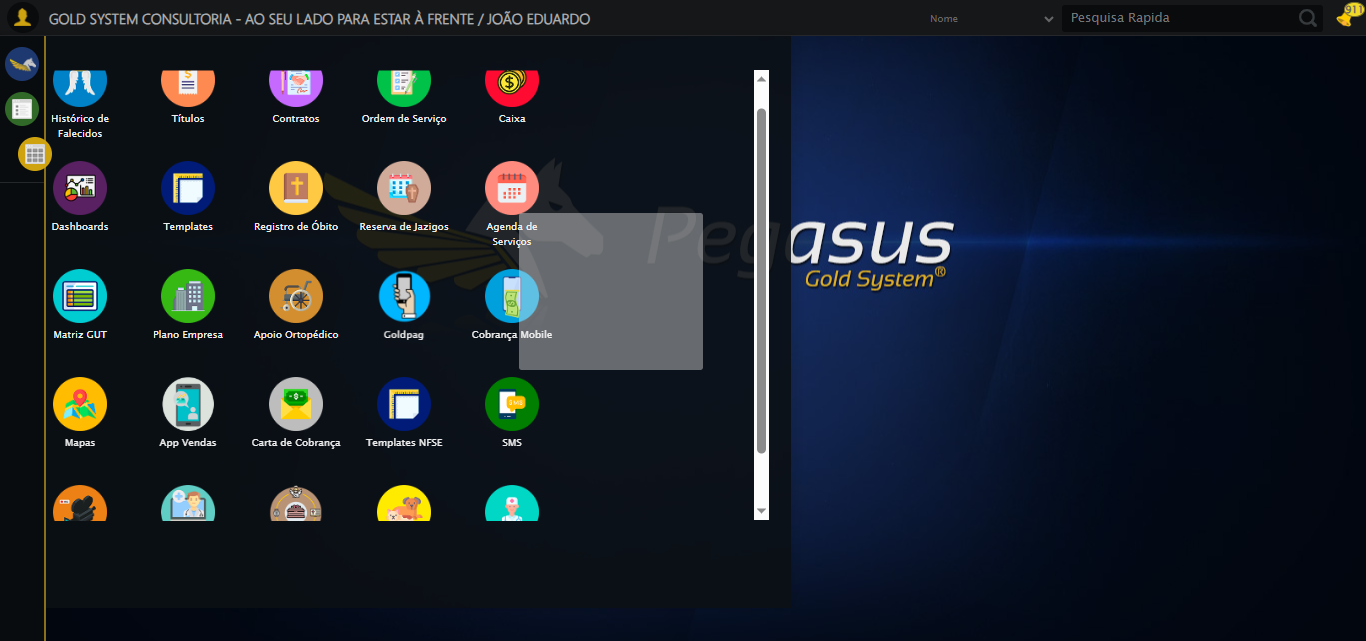 GOLD SYSTEM CONSULTORIA - AO SEU LADO PARA ESTAR À FRENTE / JOÃO EDUARDO
Nome
Pesquisa Rapida
911
Histórico de
Falecidos
Títulos
Contratos
Ordem de Serviço
Caixa
Dashboards
Templates
Registro de Óbito
Reserva de Jazigos
Agenda de
Serviços
Pegasus
Gold System®
Matriz GUT
Plano Empresa
Apoio Ortopédico
Goldpag
Cobrança Mobile
Mapas
App Vendas
Carta de Cobrança
Templates NFSE
SMS
SMS